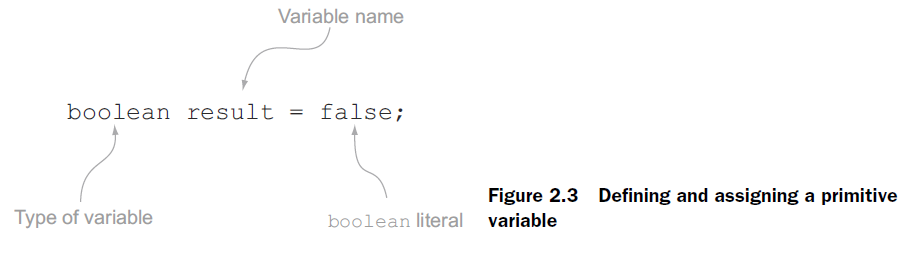 Variable name
boolean result = false;
Type of variable
boolean literal
Figure 2.3 Defining and assigning a primitive
variable